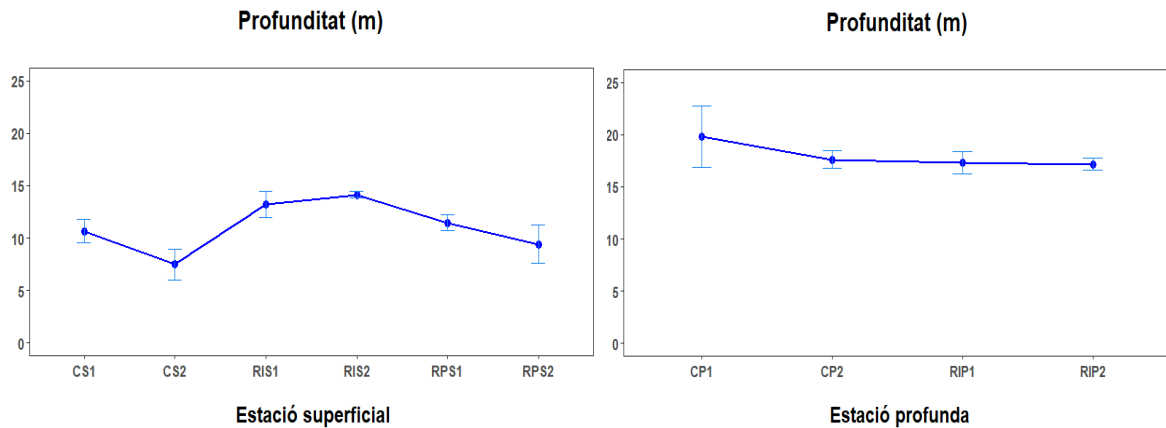 Profunditat (m)
25
20
15
10
5
0
CS1 CS2 RIS1 RIS2 RPS1 RPS2
Estació superficial
Profunditat (m)
25
20
15
10
5
0
CP1 CP2 RIP1 RIP2
Estació profunda